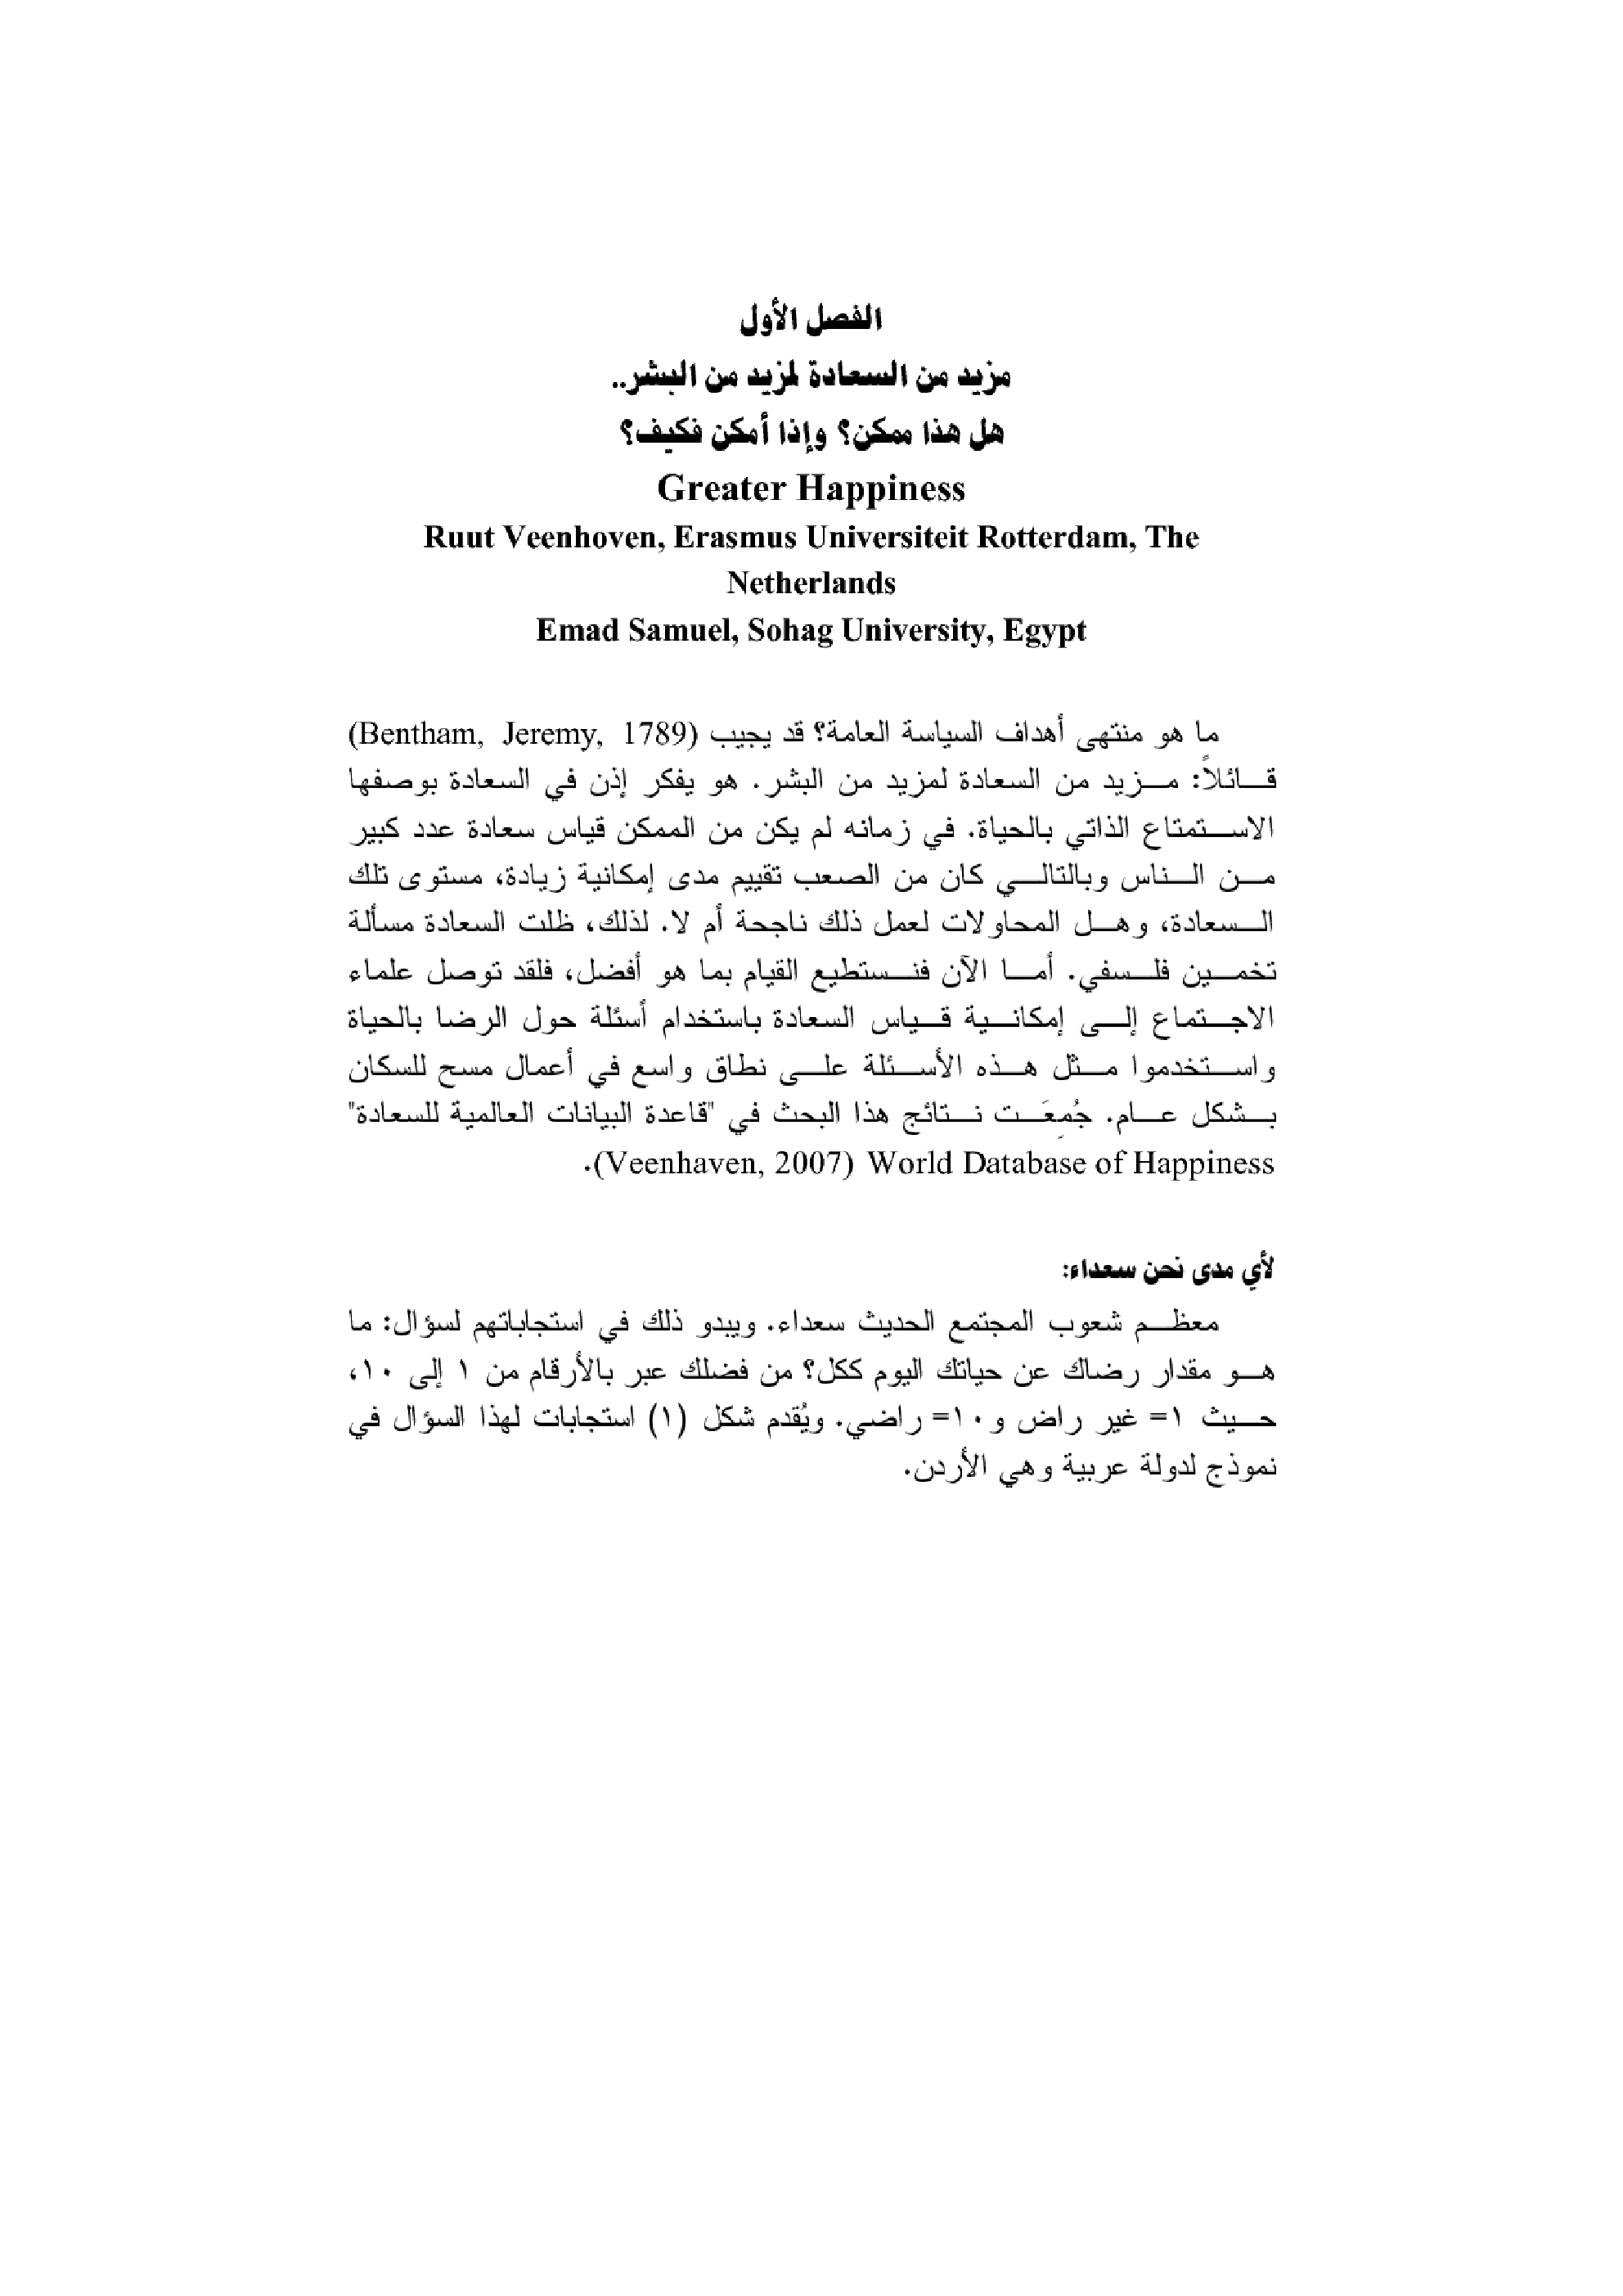 الفصل الأول
مزيد من السعادة لمزيد من البشر..
هل هذا ممكن؟ وإذا أمكن فكيف؟
Greater Happiness
Ruut Veenhoven, Erasmus Universiteit Rotterdam, The
Netherlands
Emad Samuel, Sohag University, Egypt
ما هو منتهى أهداف السياسة العامة؟ قد يجيب (Bentham, Jeremy, 1789)
قائلاً: مزيد من السعادة لمزيد من البشر. هو يفكر إذن في السعادة بوصفها
الاستمتاع الذاتي بالحياة. في زمانه لم يكن من الممكن قياس سعادة عدد كبير
من الناس وبالتالي كان من الصعب تقييم مدى إمكانية زيادة، مستوى تلك
السعادة، وهل المحاولات لعمل ذلك ناجحة أم لا. لذلك، ظلت السعادة مسألة
تخمين فلسفي. أما الآن فنستطيع القيام بما هو أفضل، فلقد توصل علماء
الاجتماع إلى إمكانية قياس السعادة باستخدام أسئلة حول الرضا بالحياة
واستخدموا مثل هذه الأسئلة على نطاق واسع في أعمال مسح للسكان
بشكل عام. جُمِعَت نتائج هذا البحث في "قاعدة البيانات العالمية للسعادة"
World Database of Happiness (Veenhaven, 2007).
لأي مدى نحن سعداء:
معظم شعوب المجتمع الحديث سعداء. ويبدو ذلك في استجاباتهم لسؤال: ما
هو مقدار رضاك عن حياتك اليوم ككل؟ من فضلك عبر بالأرقام من ١ إلى ١٠،
حيث ١= غير راض و١٠= راضي. ويُقدم شكل (١) استجابات لهذا السؤال في
نموذج لدولة عربية وهي الأردن.